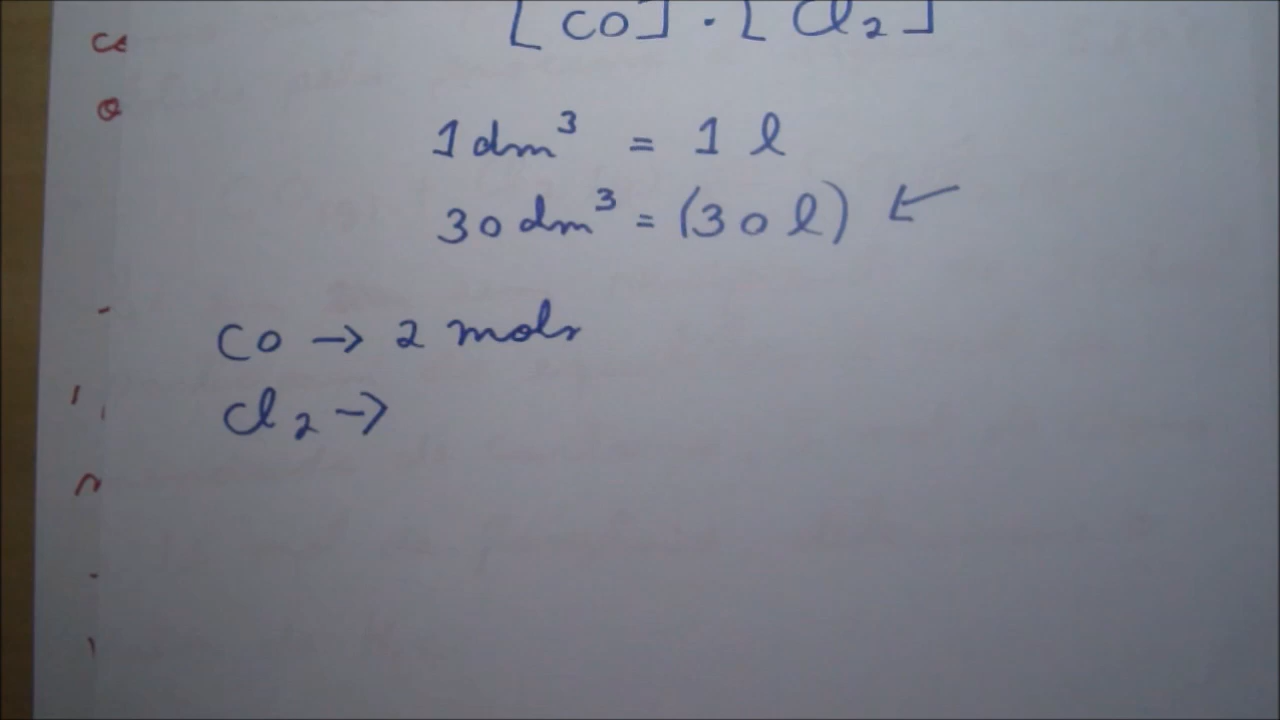 [CO] · [Cl₂]
1 dm³ = 1 l
30 dm³ = (30 l) ←
CO → 2 mols
Cl₂ →